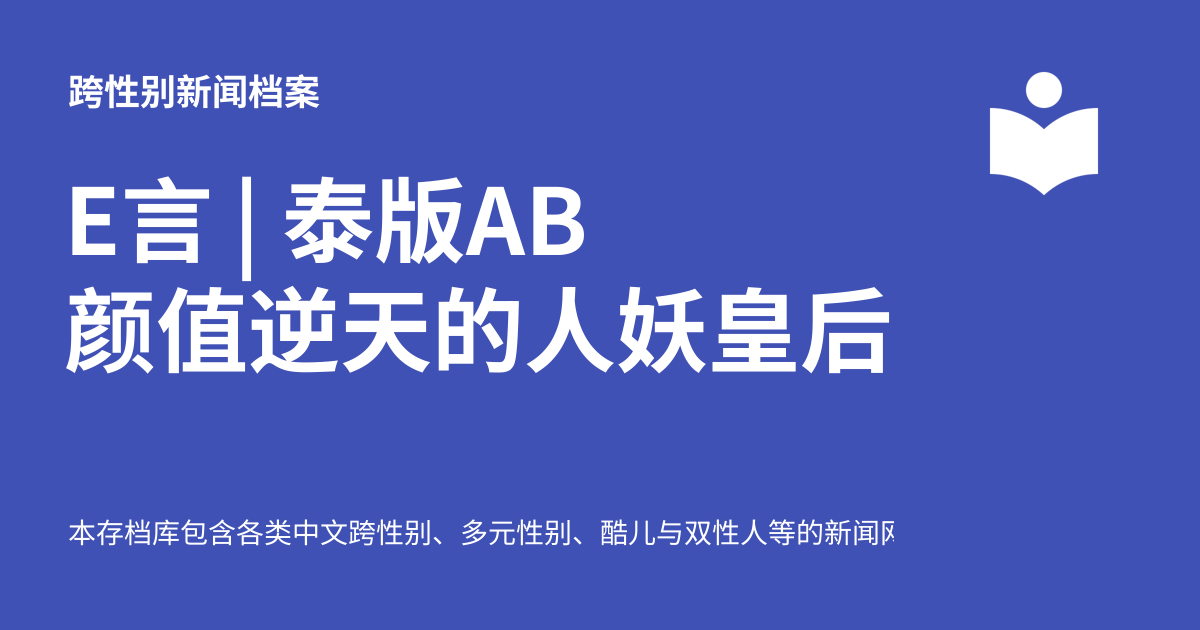 跨性别新闻档案
E言 | 泰版AB
颜值逆天的人妖皇后
本存档库包含各类中文跨性别、多元性别、酷儿与双性人等的新闻网